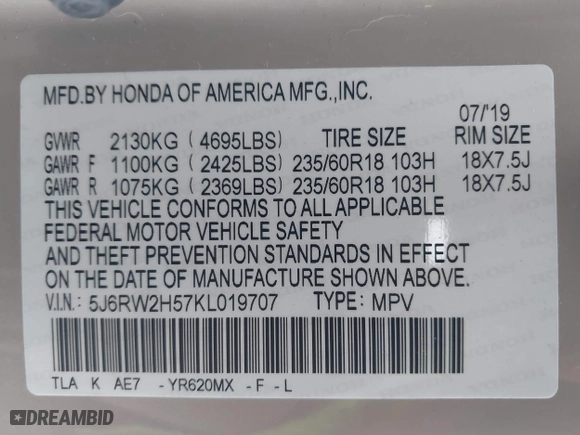 MFD.BY HONDA OF AMERICA MFG.,INC.
07/'19
GVWR 2130KG (4695LBS) TIRE SIZE RIM SIZE
GAWR F 1100KG (2425LBS) 235/60R18 103H 18X7.5J
GAWR R 1075KG (2369LBS) 235/60R18 103H 18X7.5J
THIS VEHICLE CONFORMS TO ALL APPLICABLE
FEDERAL MOTOR VEHICLE SAFETY
AND THEFT PREVENTION STANDARDS IN EFFECT
ON THE DATE OF MANUFACTURE SHOWN ABOVE.
V.I.N.: 5J6RW2H57KL019707 TYPE: MPV
TLA K AE7 -YR620MX -F -L
DREAMBID